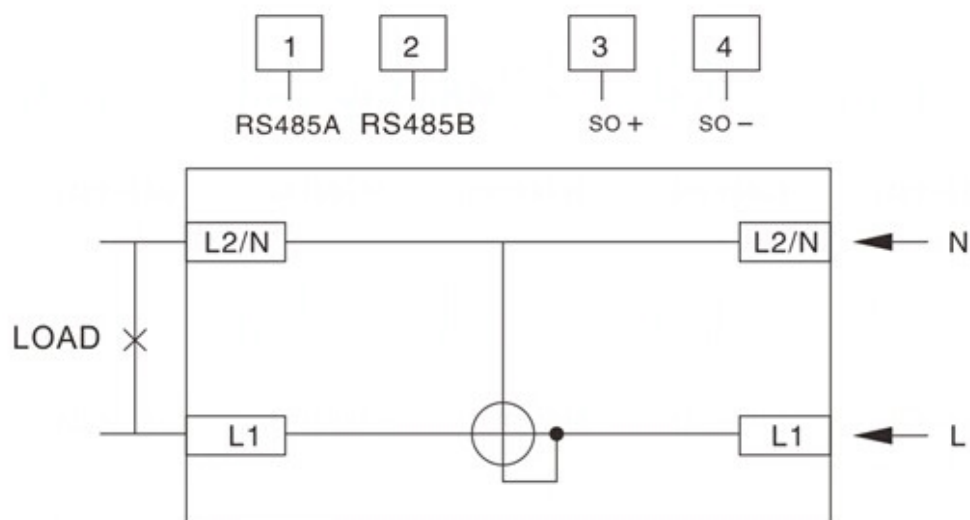 1 2 3 4
RS485A RS485B SO + SO −
L2/N L2/N N
LOAD
L1 L1 L